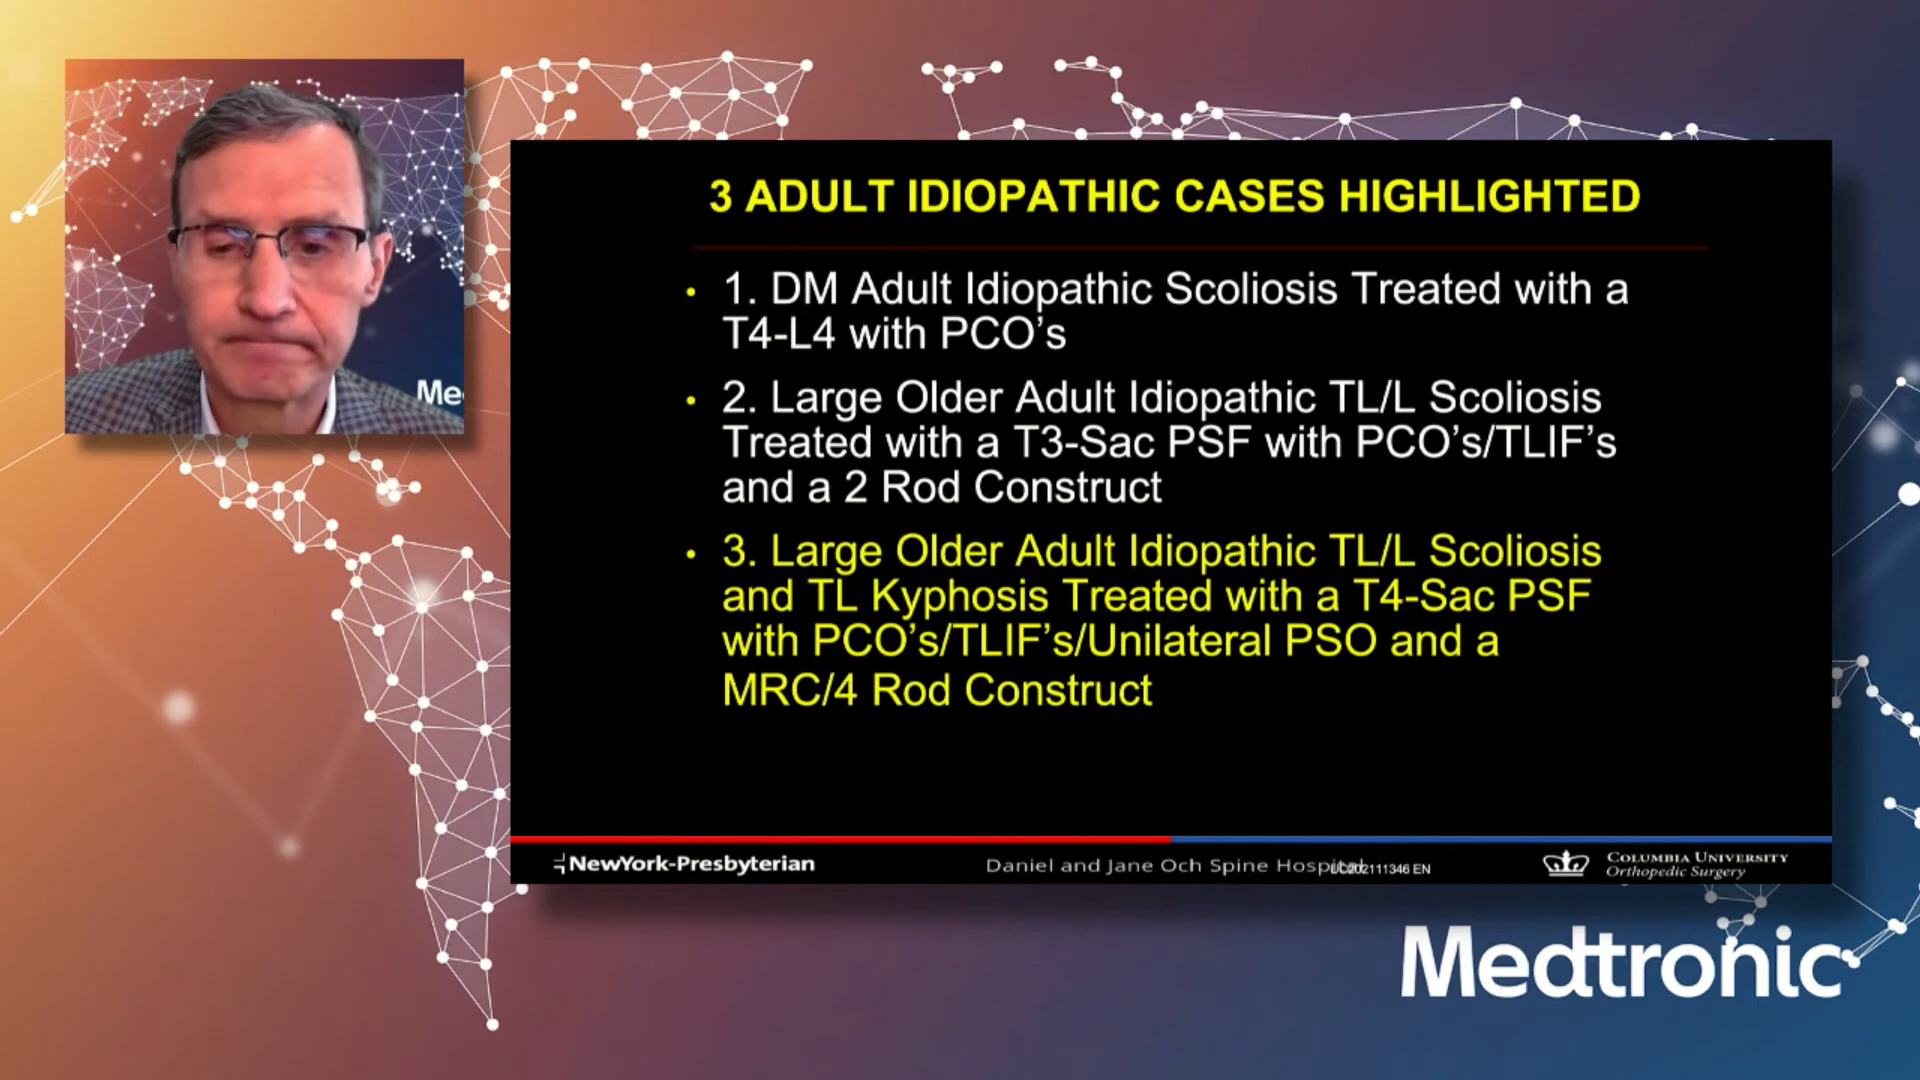 Me
3 ADULT IDIOPATHIC CASES HIGHLIGHTED
• 1. DM Adult Idiopathic Scoliosis Treated with a
T4-L4 with PCO's
• 2. Large Older Adult Idiopathic TL/L Scoliosis
Treated with a T3-Sac PSF with PCO's/TLIF's
and a 2 Rod Construct
• 3. Large Older Adult Idiopathic TL/L Scoliosis
and TL Kyphosis Treated with a T4-Sac PSF
with PCO's/TLIF's/Unilateral PSO and a
MRC/4 Rod Construct
NewYork-Presbyterian
Daniel and Jane Och Spine Hospital
111346 EN
COLUMBIA UNIVERSITY
Orthopedic Surgery
Medtronic